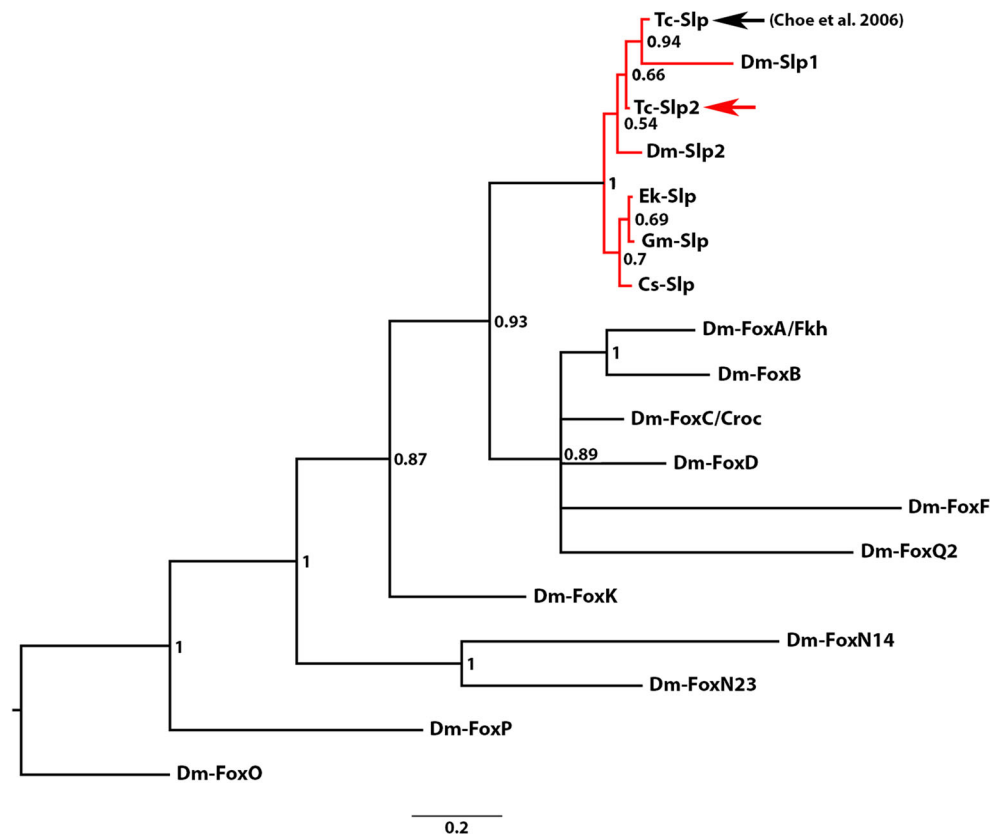 Tc-Slp (Choe et al. 2006)
0.94
Dm-Slp1
0.66
Tc-Slp2
0.54
Dm-Slp2
1
Ek-Slp
0.69
Gm-Slp
0.7
Cs-Slp
0.93
Dm-FoxA/Fkh
1
Dm-FoxB
Dm-FoxC/Croc
0.89
Dm-FoxD
0.87
Dm-FoxF
Dm-FoxQ2
1
Dm-FoxK
Dm-FoxN14
1
1
Dm-FoxN23
Dm-FoxP
Dm-FoxO
0.2